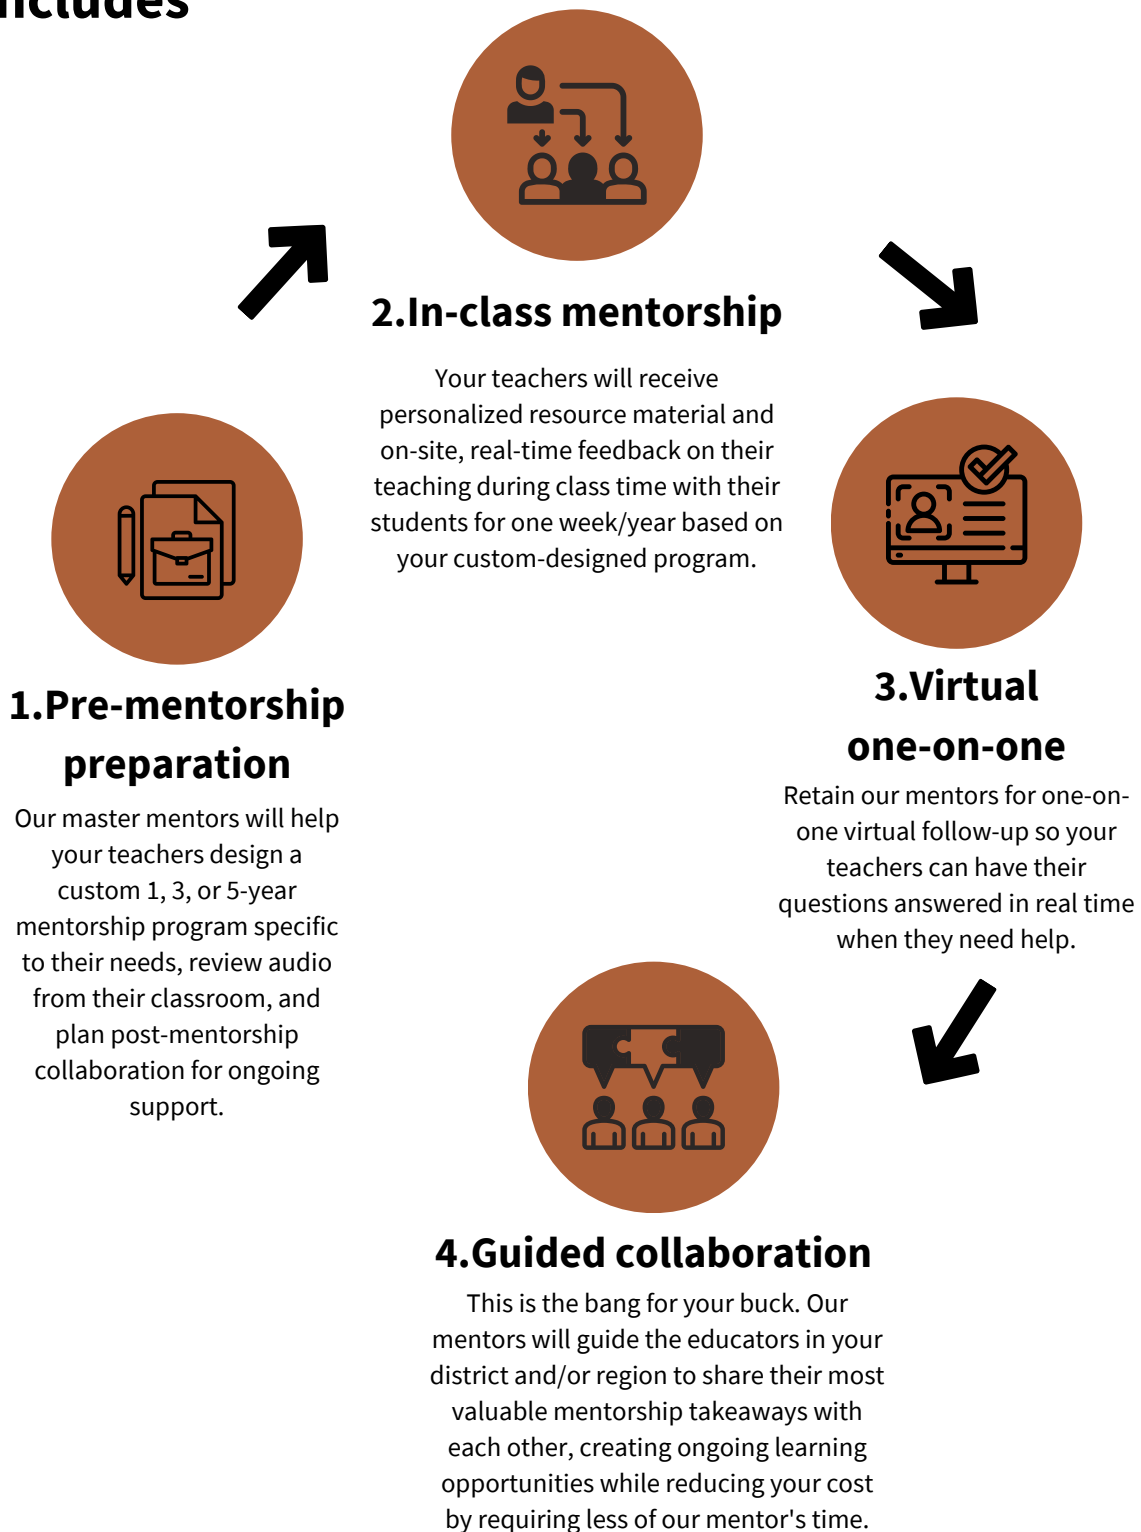 2.In-class mentorship
Your teachers will receive
personalized resource material and
on-site, real-time feedback on their
teaching during class time with their
students for one week/year based on
your custom-designed program.
1.Pre-mentorship
preparation
Our master mentors will help
your teachers design a
custom 1, 3, or 5-year
mentorship program specific
to their needs, review audio
from their classroom, and
plan post-mentorship
collaboration for ongoing
support.
3.Virtual
one-on-one
Retain our mentors for one-on-
one virtual follow-up so your
teachers can have their
questions answered in real time
when they need help.
4.Guided collaboration
This is the bang for your buck. Our
mentors will guide the educators in your
district and/or region to share their most
valuable mentorship takeaways with
each other, creating ongoing learning
opportunities while reducing your cost
by requiring less of our mentor's time.